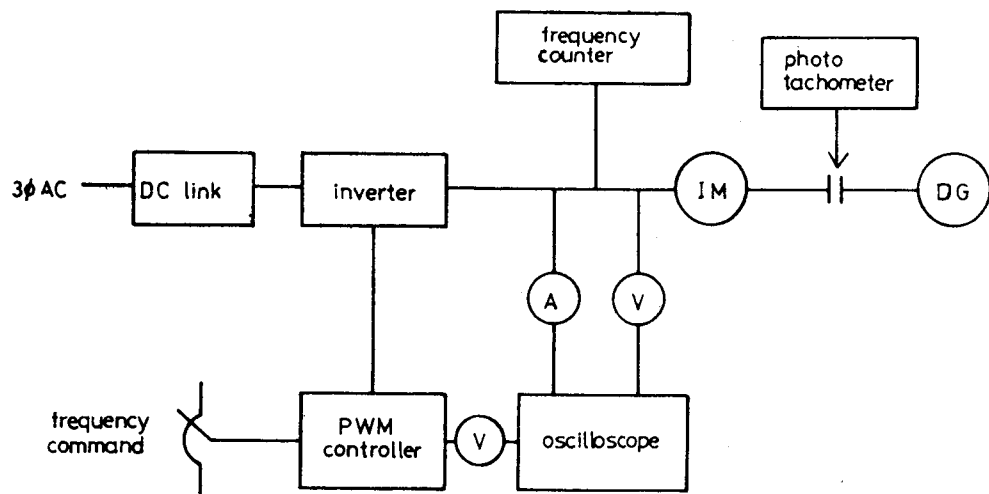 frequency
counter
photo
tachometer
3ϕ AC
DC link
inverter
IM
DG
A
V
frequency
command
PWM
controller
V
oscilloscope